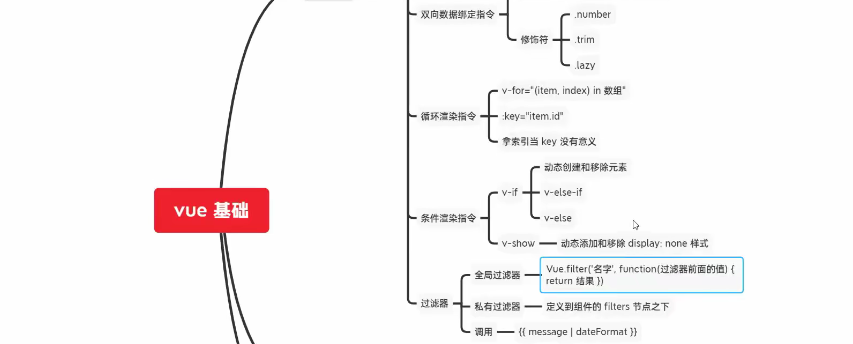 双向数据绑定指令
修饰符
.number
.trim
.lazy
循环渲染指令
v-for="(item, index) in 数组"
:key="item.id"
拿索引当 key 没有意义
vue 基础
条件渲染指令
v-if
动态创建和移除元素
v-else-if
v-else
v-show
动态添加和移除 display: none 样式
过滤器
全局过滤器
Vue.filter('名字', function(过滤器前面的值) {
return 结果 })
私有过滤器
定义到组件的 filters 节点之下
调用
{{ message | dateFormat }}